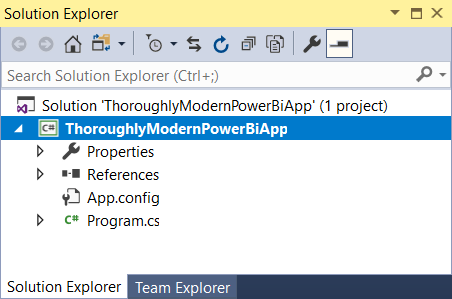 Solution Explorer
Search Solution Explorer (Ctrl+;)
Solution 'ThoroughlyModernPowerBiApp' (1 project)
C# ThoroughlyModernPowerBiApp
Properties
References
App.config
C# Program.cs
Solution Explorer Team Explorer